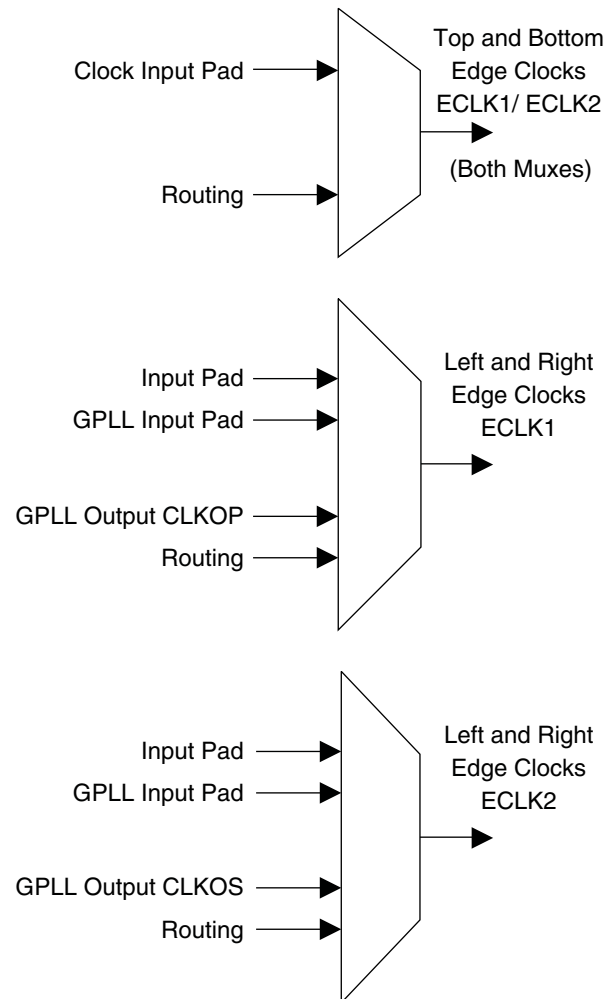 Clock Input Pad
Routing
Top and Bottom
Edge Clocks
ECLK1/ ECLK2
(Both Muxes)
Input Pad
GPLL Input Pad
GPLL Output CLKOP
Routing
Left and Right
Edge Clocks
ECLK1
Input Pad
GPLL Input Pad
GPLL Output CLKOS
Routing
Left and Right
Edge Clocks
ECLK2